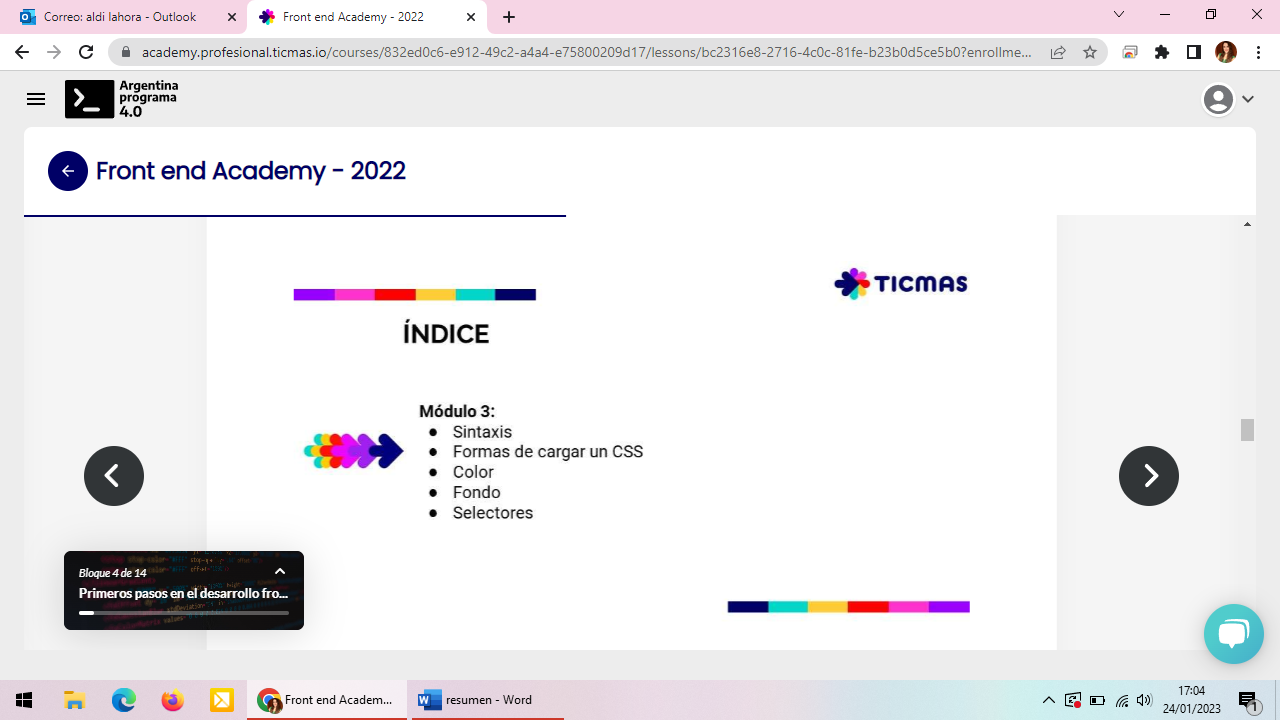 Correo: aldi lahora - Outlook
Front end Academy - 2022
academy.profesional.ticmas.io/courses/832ed0c6-e912-49c2-a4a4-e75800209d17/lessons/bc2316e8-2716-4c0c-81fe-b23b0d5ce5b0?enrollme...
Argentina
programa
4.0
Front end Academy - 2022
TICMAS
ÍNDICE
Módulo 3:
● Sintaxis
● Formas de cargar un CSS
● Color
● Fondo
● Selectores
Bloque 4 de 14
Primeros pasos en el desarrollo fro...
Front end Academ...
resumen - Word
17:04
24/01/2023
1